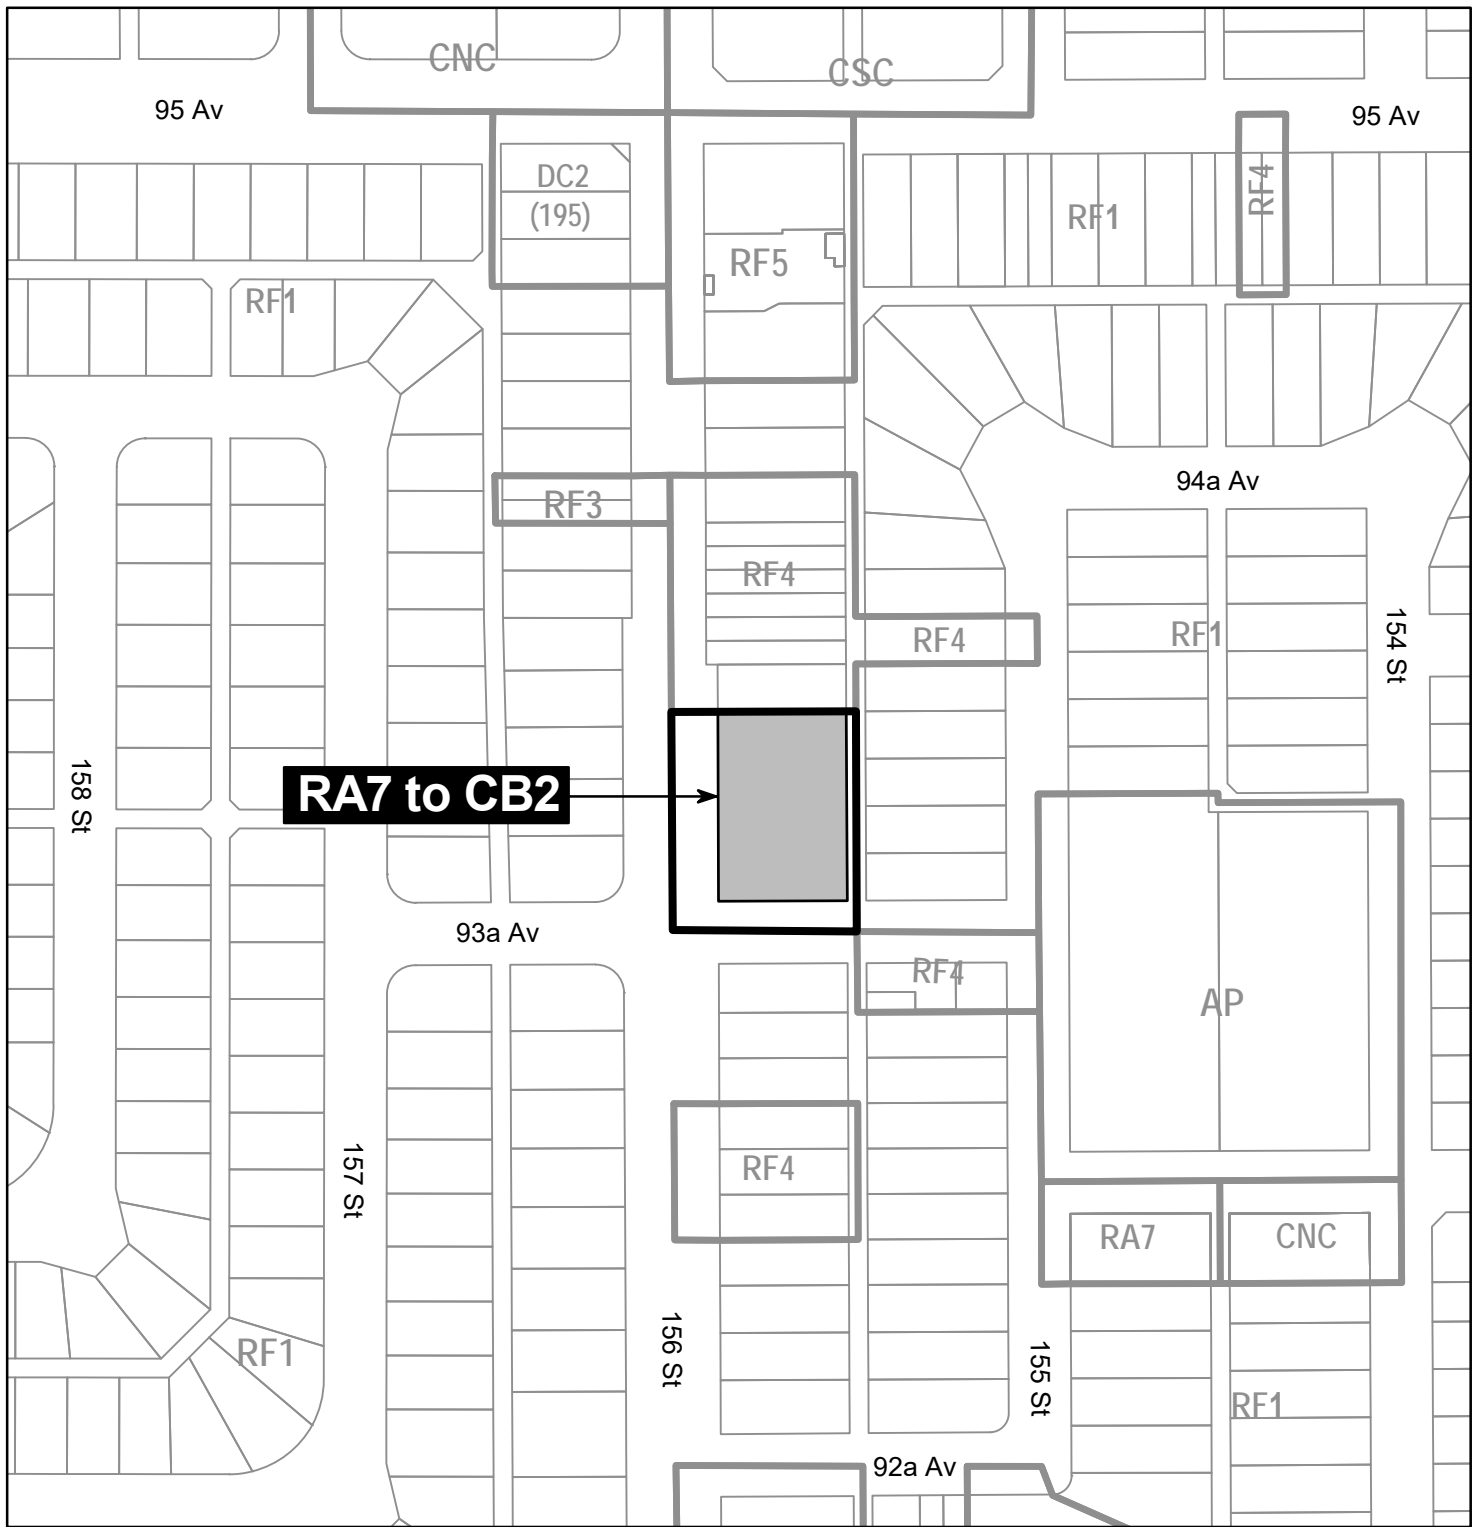 CNC
CSC
95 Av
95 Av
DC2
(195)
RF4
RF1
RF5
RF1
94a Av
RF3
RF4
RF4
RF1
154 St
158 St
RA7 to CB2
93a Av
RF4
AP
157 St
RF4
RA7
CNC
156 St
RF1
155 St
RF1
92a Av